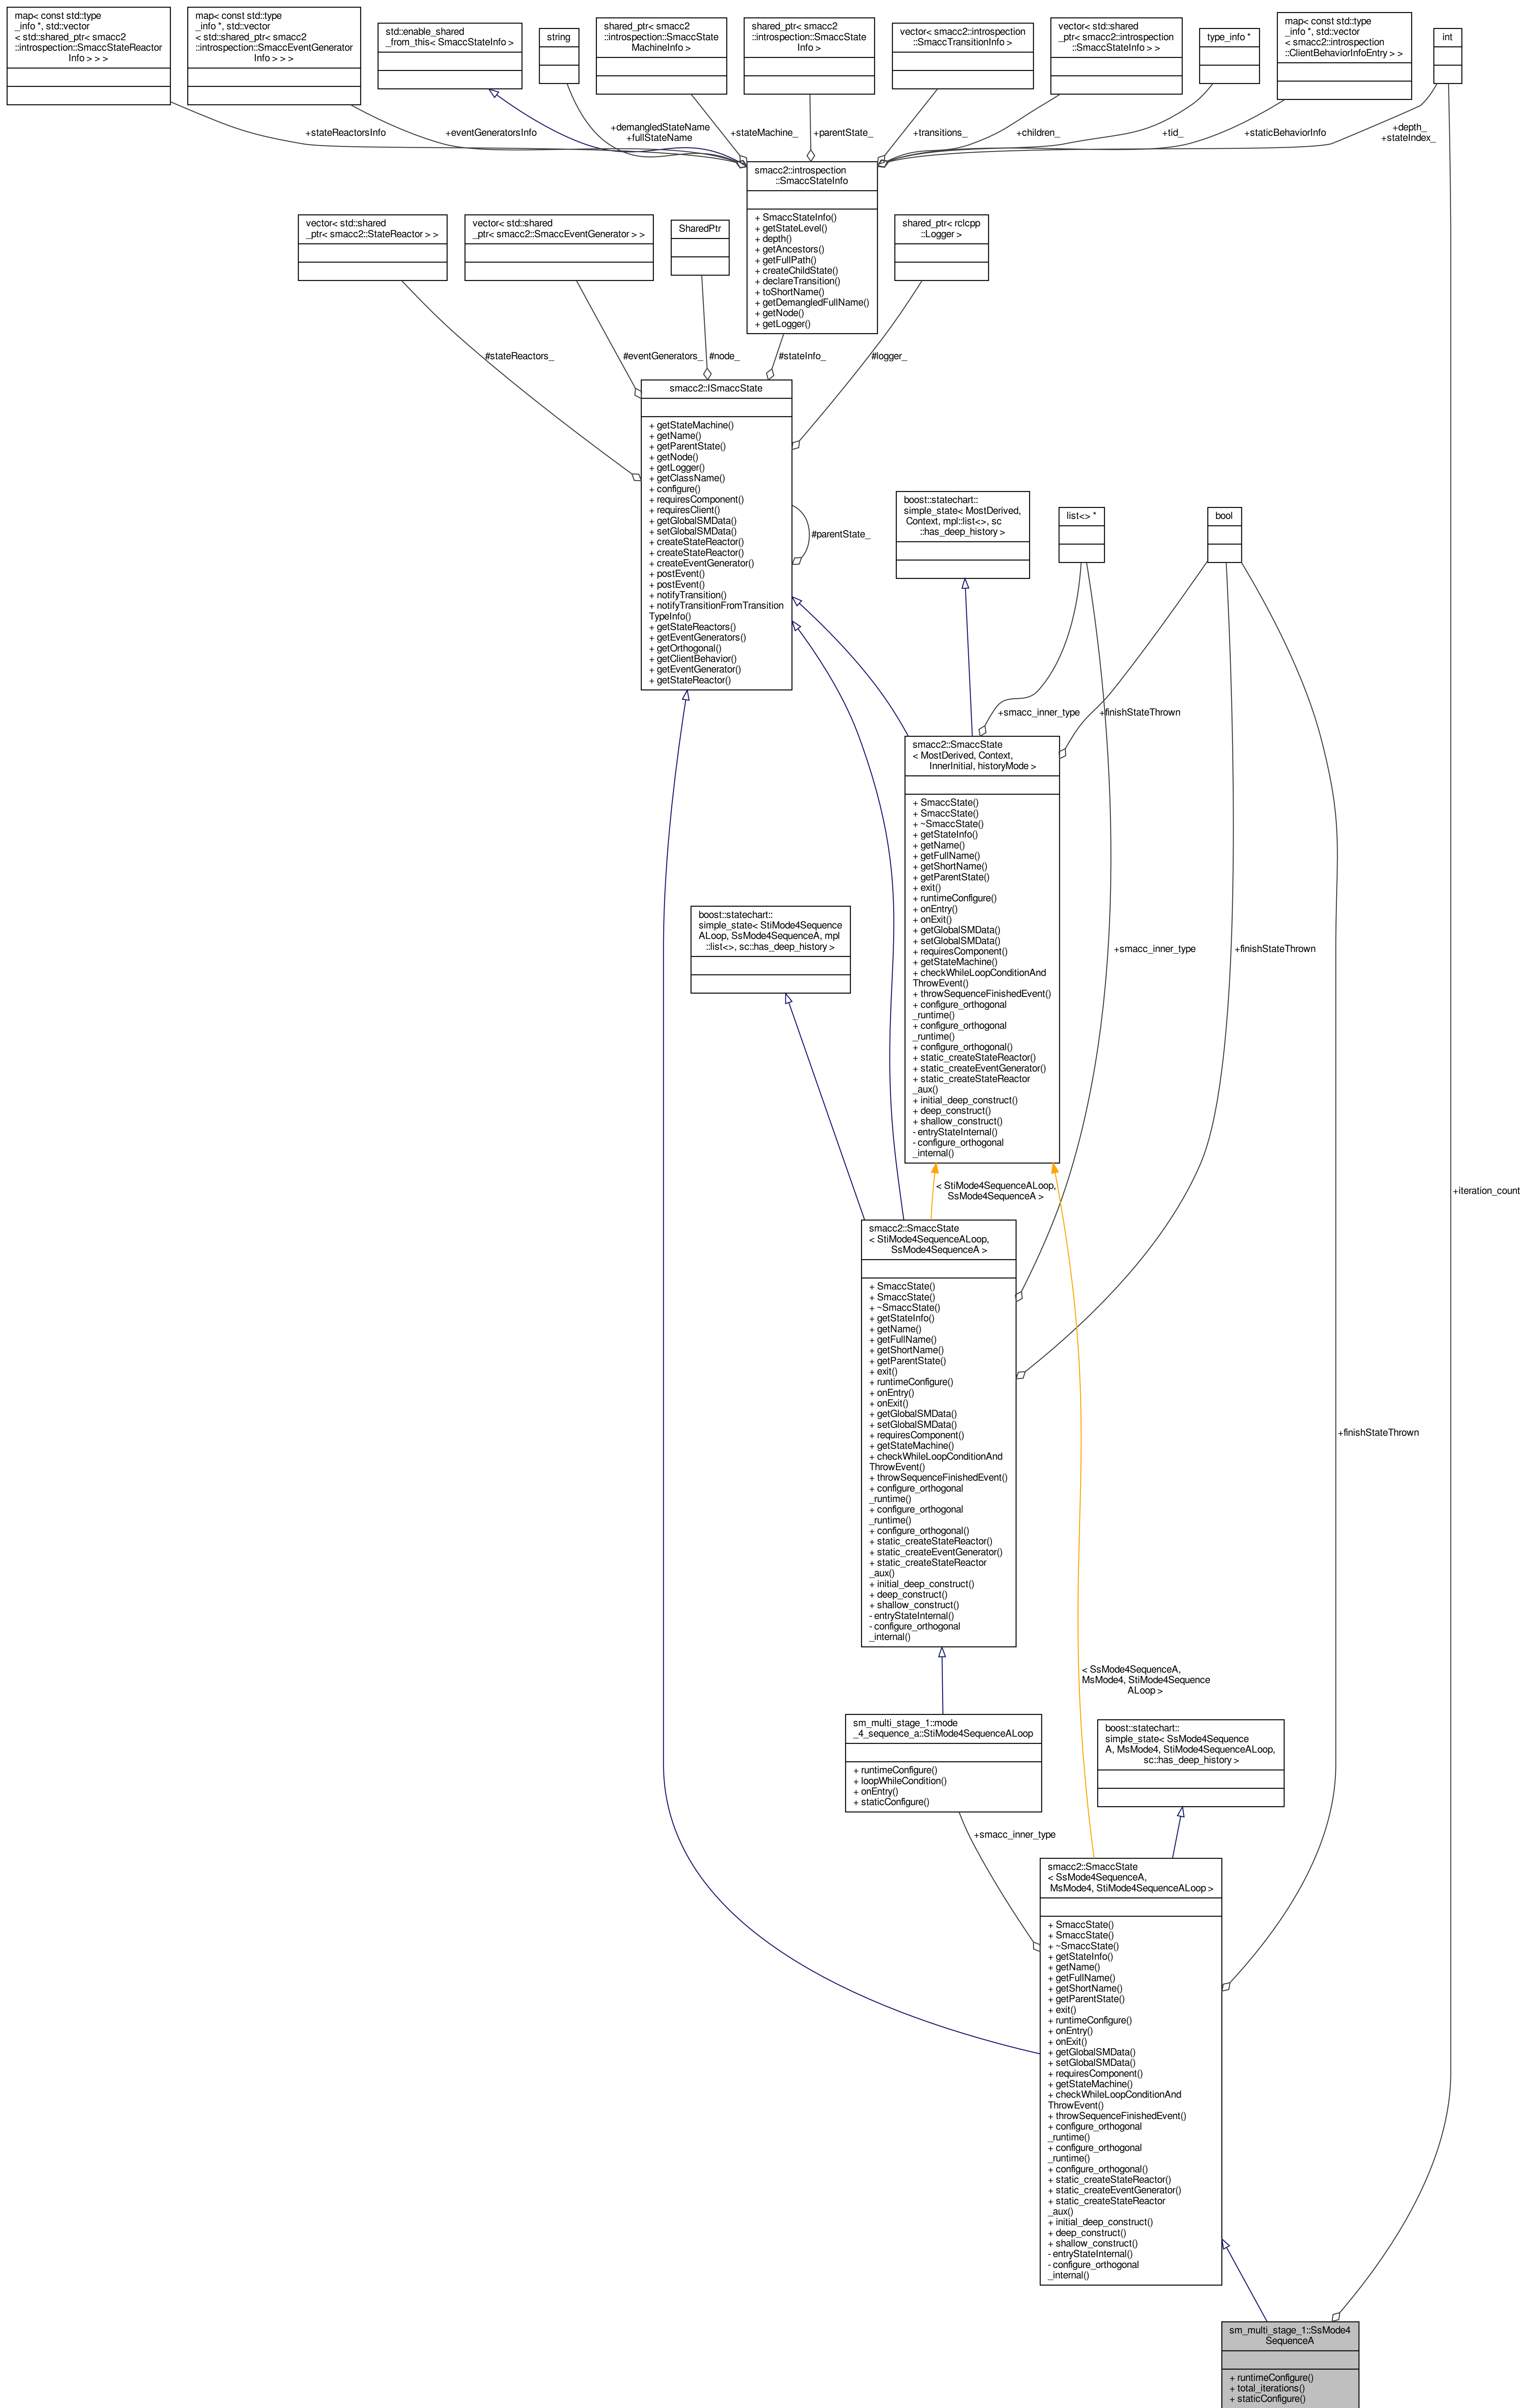 map< const std::type
_info *, std::vector
< std::shared_ptr< smacc2
::introspection::SmaccStateReactor
Info > > >
map< const std::type
_info *, std::vector
< std::shared_ptr< smacc2
::introspection::SmaccEventGenerator
Info > > >
std::enable_shared
_from_this< SmaccStateInfo >
string
shared_ptr< smacc2
::introspection::SmaccState
MachineInfo >
shared_ptr< smacc2
::introspection::SmaccState
Info >
vector< smacc2::introspection
::SmaccTransitionInfo >
vector< std::shared
_ptr< smacc2::introspection
::SmaccStateInfo > >
type_info *
map< const std::type
_info *, std::vector
< smacc2::introspection
::ClientBehaviorInfoEntry > >
int
+stateReactorsInfo
+eventGeneratorsInfo
+demangledStateName
+fullStateName
+stateMachine_
+parentState_
+transitions_
+children_
+tid_
+staticBehaviorInfo
+depth_
+stateIndex_
smacc2::introspection
::SmaccStateInfo
+ SmaccStateInfo()
+ getStateLevel()
+ depth()
+ getAncestors()
+ getFullPath()
+ createChildState()
+ declareTransition()
+ toShortName()
+ getDemangledFullName()
+ getNode()
+ getLogger()
vector< std::shared
_ptr< smacc2::StateReactor > >
vector< std::shared
_ptr< smacc2::SmaccEventGenerator > >
SharedPtr
shared_ptr< rclcpp
::Logger >
#stateReactors_
#eventGenerators_
#node_
#stateInfo_
#logger_
smacc2::ISmaccState
+ getStateMachine()
+ getName()
+ getParentState()
+ getNode()
+ getLogger()
+ getClassName()
+ configure()
+ requiresComponent()
+ requiresClient()
+ getGlobalSMData()
+ setGlobalSMData()
+ createStateReactor()
+ createStateReactor()
+ createEventGenerator()
+ postEvent()
+ postEvent()
+ notifyTransition()
+ notifyTransitionFromTransition
TypeInfo()
+ getStateReactors()
+ getEventGenerators()
+ getOrthogonal()
+ getClientBehavior()
+ getEventGenerator()
+ getStateReactor()
#parentState_
boost::statechart::
simple_state< MostDerived,
Context, mpl::list<>, sc
::has_deep_history >
list<> *
bool
+smacc_inner_type
+finishStateThrown
smacc2::SmaccState
< MostDerived, Context,
InnerInitial, historyMode >
+ SmaccState()
+ SmaccState()
+ ~SmaccState()
+ getStateInfo()
+ getName()
+ getFullName()
+ getShortName()
+ getParentState()
+ exit()
+ runtimeConfigure()
+ onEntry()
+ onExit()
+ getGlobalSMData()
+ setGlobalSMData()
+ requiresComponent()
+ getStateMachine()
+ checkWhileLoopConditionAnd
ThrowEvent()
+ throwSequenceFinishedEvent()
+ configure_orthogonal
_runtime()
+ configure_orthogonal
_runtime()
+ configure_orthogonal()
+ static_createStateReactor()
+ static_createEventGenerator()
+ static_createStateReactor
_aux()
+ initial_deep_construct()
+ deep_construct()
+ shallow_construct()
- entryStateInternal()
- configure_orthogonal
_internal()
boost::statechart::
simple_state< StiMode4Sequence
ALoop, SsMode4SequenceA, mpl
::list<>, sc::has_deep_history >
+smacc_inner_type
+finishStateThrown
< StiMode4SequenceALoop,
SsMode4SequenceA >
+iteration_count
smacc2::SmaccState
< StiMode4SequenceALoop,
SsMode4SequenceA >
+ SmaccState()
+ SmaccState()
+ ~SmaccState()
+ getStateInfo()
+ getName()
+ getFullName()
+ getShortName()
+ getParentState()
+ exit()
+ runtimeConfigure()
+ onEntry()
+ onExit()
+ getGlobalSMData()
+ setGlobalSMData()
+ requiresComponent()
+ getStateMachine()
+ checkWhileLoopConditionAnd
ThrowEvent()
+ throwSequenceFinishedEvent()
+ configure_orthogonal
_runtime()
+ configure_orthogonal
_runtime()
+ configure_orthogonal()
+ static_createStateReactor()
+ static_createEventGenerator()
+ static_createStateReactor
_aux()
+ initial_deep_construct()
+ deep_construct()
+ shallow_construct()
- entryStateInternal()
- configure_orthogonal
_internal()
+finishStateThrown
< SsMode4SequenceA,
MsMode4, StiMode4Sequence
ALoop >
sm_multi_stage_1::mode
_4_sequence_a::StiMode4SequenceALoop
+ runtimeConfigure()
+ loopWhileCondition()
+ onEntry()
+ staticConfigure()
boost::statechart::
simple_state< SsMode4Sequence
A, MsMode4, StiMode4SequenceALoop,
sc::has_deep_history >
+smacc_inner_type
smacc2::SmaccState
< SsMode4SequenceA,
MsMode4, StiMode4SequenceALoop >
+ SmaccState()
+ SmaccState()
+ ~SmaccState()
+ getStateInfo()
+ getName()
+ getFullName()
+ getShortName()
+ getParentState()
+ exit()
+ runtimeConfigure()
+ onEntry()
+ onExit()
+ getGlobalSMData()
+ setGlobalSMData()
+ requiresComponent()
+ getStateMachine()
+ checkWhileLoopConditionAnd
ThrowEvent()
+ throwSequenceFinishedEvent()
+ configure_orthogonal
_runtime()
+ configure_orthogonal
_runtime()
+ configure_orthogonal()
+ static_createStateReactor()
+ static_createEventGenerator()
+ static_createStateReactor
_aux()
+ initial_deep_construct()
+ deep_construct()
+ shallow_construct()
- entryStateInternal()
- configure_orthogonal
_internal()
sm_multi_stage_1::SsMode4
SequenceA
+ runtimeConfigure()
+ total_iterations()
+ staticConfigure()